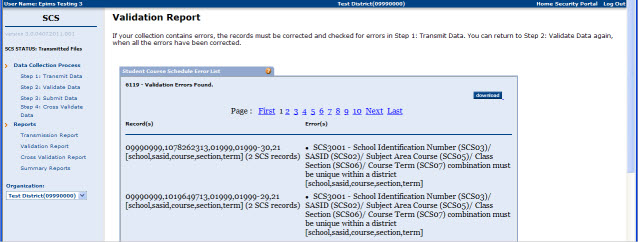 User Name: Epims Testing 3
Test District(09990000)
Home Security Portal Log Out
SCS
version 3.0.04072011.001
SCS STATUS: Transmitted Files
Data Collection Process
Step 1: Transmit Data
Step 2: Validate Data
Step 3: Submit Data
Step 4: Cross Validate
Data
Reports
Transmission Report
Validation Report
Cross Validation Report
Summary Reports
Organization:
Test District(09990000)
Validation Report
If your collection contains errors, the records must be corrected and checked for errors in Step 1: Transmit Data. You can return to Step 2: Validate Data again,
when all the errors have been corrected.
Student Course Schedule Error List
6119 - Validation Errors Found.
download
Page : First 1 2 3 4 5 6 7 8 9 10 Next Last
Record(s)
Error(s)
09990999,1078262313,01999,01999-30,21
[school,sasid,course,section,term] (2 SCS records)
• SCS3001 - School Identification Number (SCS03)/
SASID (SCS02)/ Subject Area Course (SCS05)/ Class
Section (SCS06)/ Course Term (SCS07) combination must
be unique within a district
[school,sasid,course,section,term]
09990999,1019649713,01999,01999-29,21
[school,sasid,course,section,term] (2 SCS records)
• SCS3001 - School Identification Number (SCS03)/
SASID (SCS02)/ Subject Area Course (SCS05)/ Class
Section (SCS06)/ Course Term (SCS07) combination must
be unique within a district
[school,sasid,course,section,term]